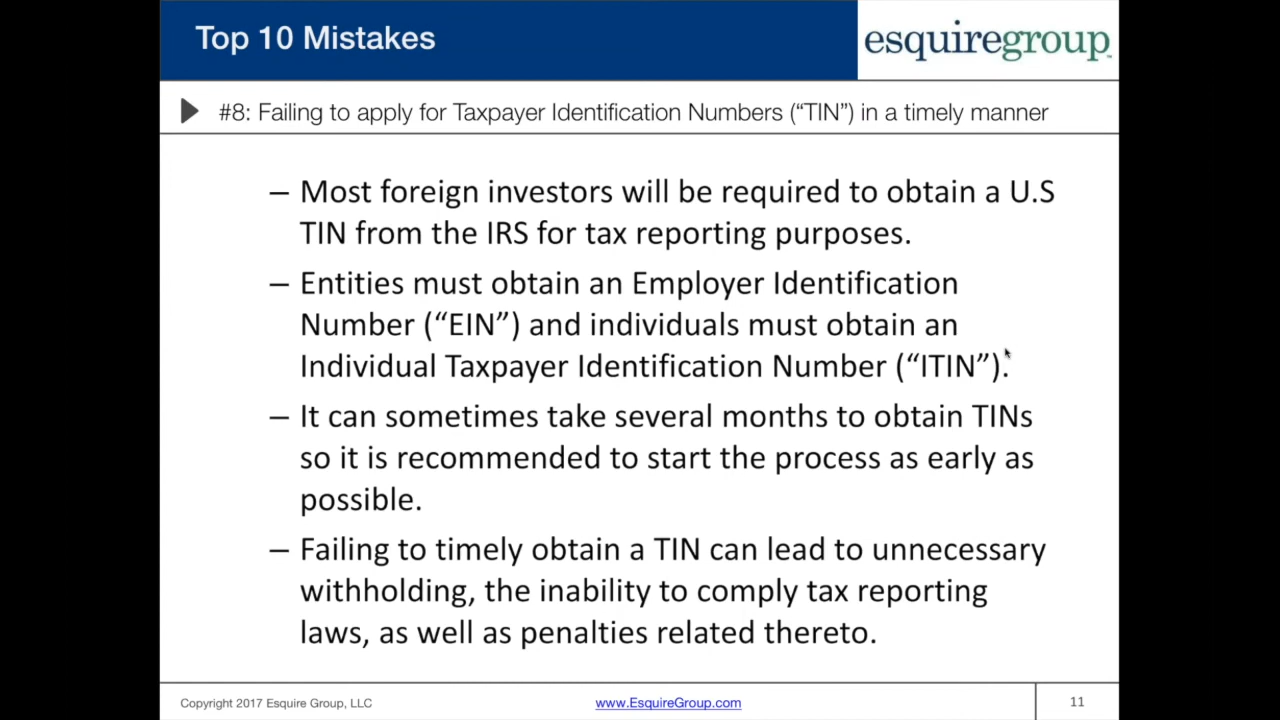 Top 10 Mistakes
esquiregroup™
#8: Failing to apply for Taxpayer Identification Numbers (“TIN”) in a timely manner
– Most foreign investors will be required to obtain a U.S
TIN from the IRS for tax reporting purposes.
– Entities must obtain an Employer Identification
Number (“EIN”) and individuals must obtain an
Individual Taxpayer Identification Number (“ITIN”).
– It can sometimes take several months to obtain TINs
so it is recommended to start the process as early as
possible.
– Failing to timely obtain a TIN can lead to unnecessary
withholding, the inability to comply tax reporting
laws, as well as penalties related thereto.
Copyright 2017 Esquire Group, LLC
www.EsquireGroup.com
11